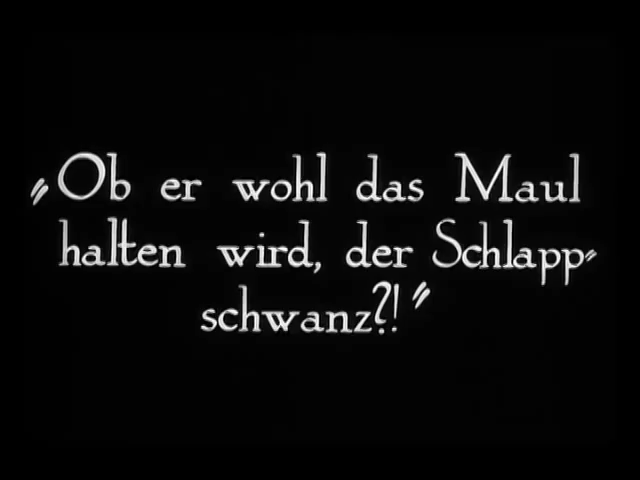 „Ob er wohl das Maul
halten wird, der Schlapp-
schwanz?!"